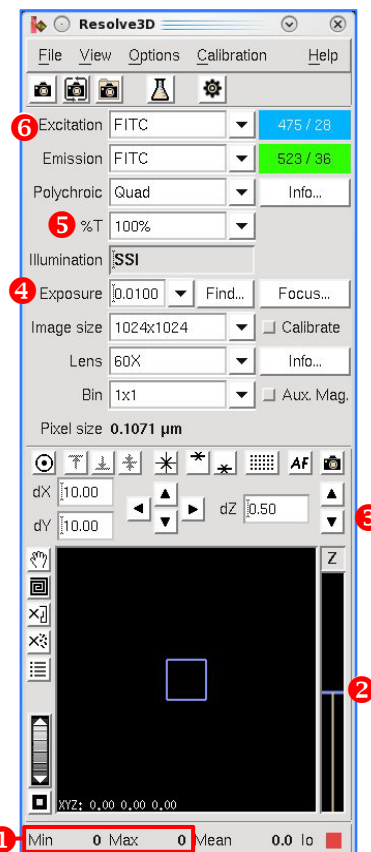 Resolve3D
File View Options Calibration Help
6 Excitation FITC 475 / 28
Emission FITC 523 / 36
Polychroic Quad Info...
5 %T 100%
Illumination SSI
4 Exposure 0.0100 Find... Focus...
Image size 1024x1024 Calibrate
Lens 60X Info...
Bin 1x1 Aux. Mag.
Pixel size 0.1071 µm
AF
dX 10.00
dZ 0.50
dY 10.00
3
Z
2
XYZ: 0.00 0.00 0.00
1 Min 0 Max 0 Mean 0.0 Io